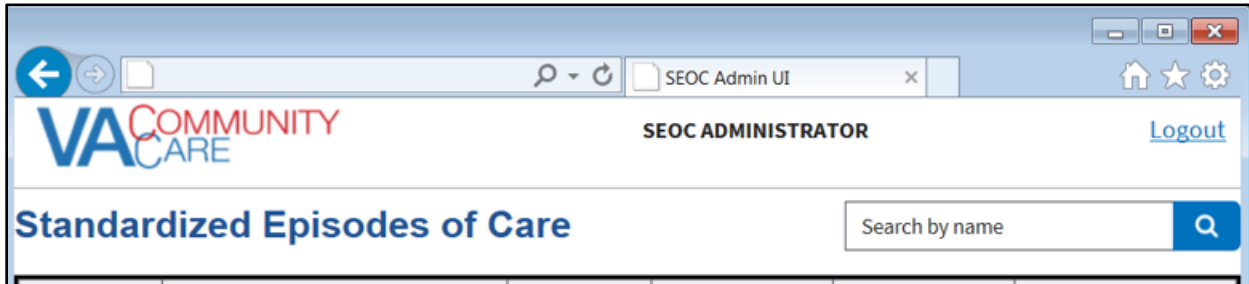 SEOC Admin UI
VA COMMUNITY CARE
SEOC ADMINISTRATOR
Logout
Standardized Episodes of Care
Search by name